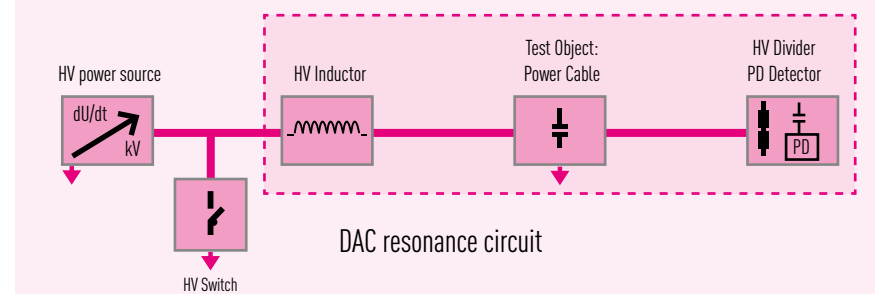 Test Object:
HV Divider
HV power source
HV Inductor
Power Cable
PD Detector
dU/dt
kV
PD
DAC resonance circuit
HV Switch